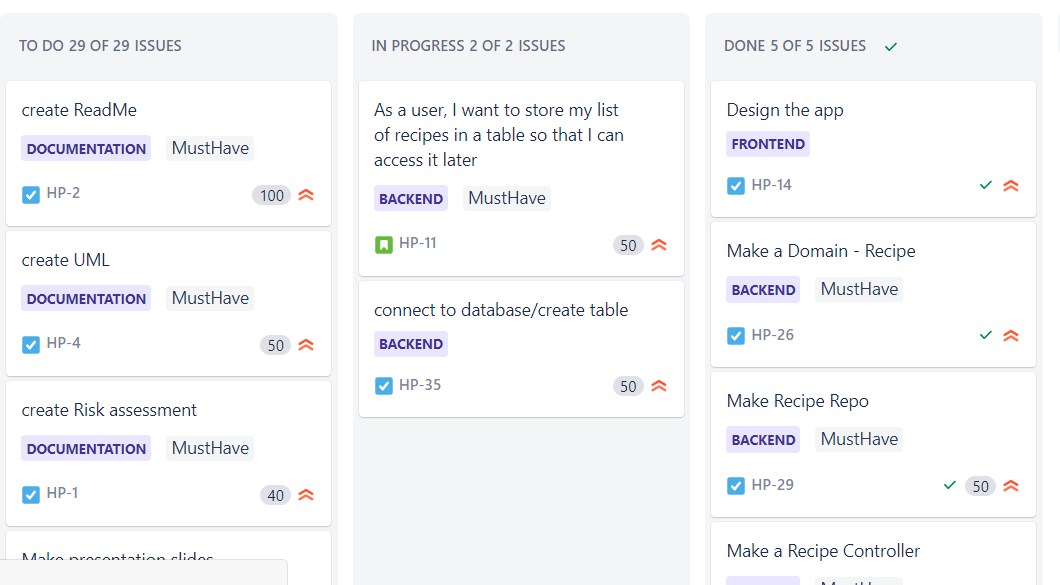 TO DO 29 OF 29 ISSUES
create ReadMe
DOCUMENTATION MustHave
HP-2 100
create UML
DOCUMENTATION MustHave
HP-4 50
create Risk assessment
DOCUMENTATION MustHave
HP-1 40
Make presentation slides
IN PROGRESS 2 OF 2 ISSUES
As a user, I want to store my list
of recipes in a table so that I can
access it later
BACKEND MustHave
HP-11 50
connect to database/create table
BACKEND
HP-35 50
DONE 5 OF 5 ISSUES
Design the app
FRONTEND
HP-14
Make a Domain - Recipe
BACKEND MustHave
HP-26
Make Recipe Repo
BACKEND MustHave
HP-29 50
Make a Recipe Controller